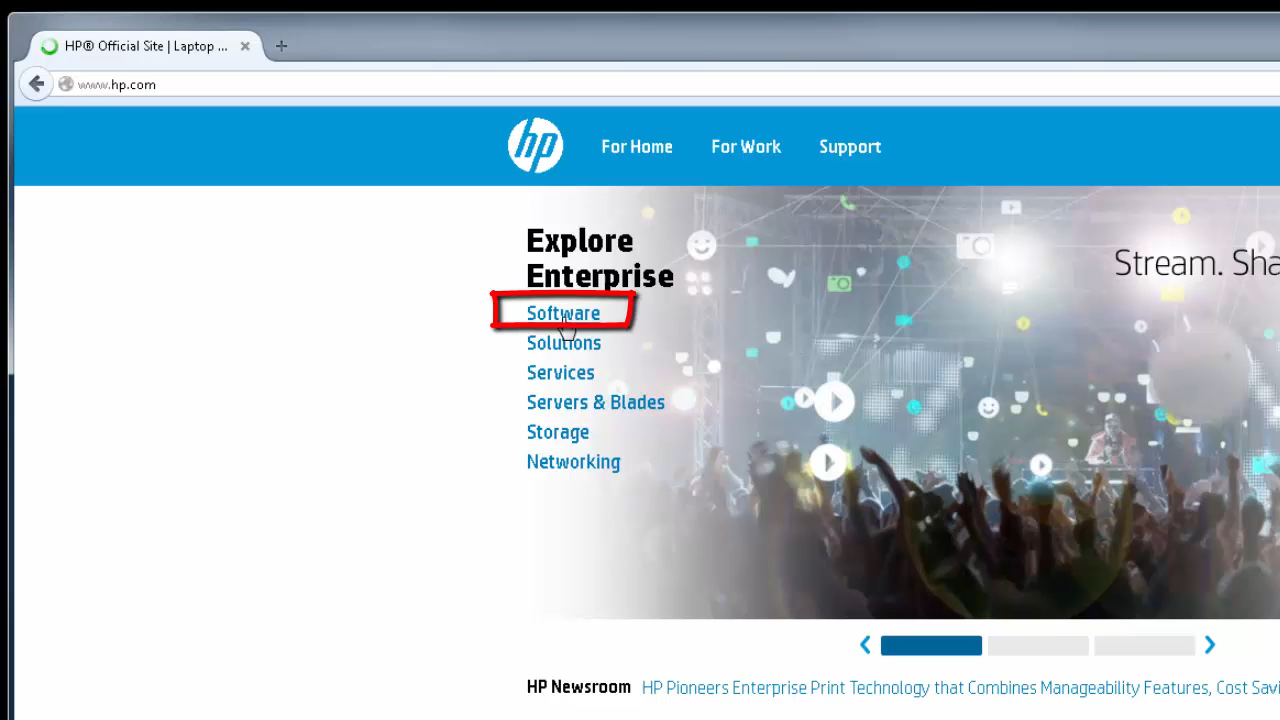 HP® Official Site | Laptop ...
www.hp.com
hp
For Home
For Work
Support
Explore
Enterprise
Software
Solutions
Services
Servers & Blades
Storage
Networking
Stream. Sha
HP Newsroom HP Pioneers Enterprise Print Technology that Combines Manageability Features, Cost Savi